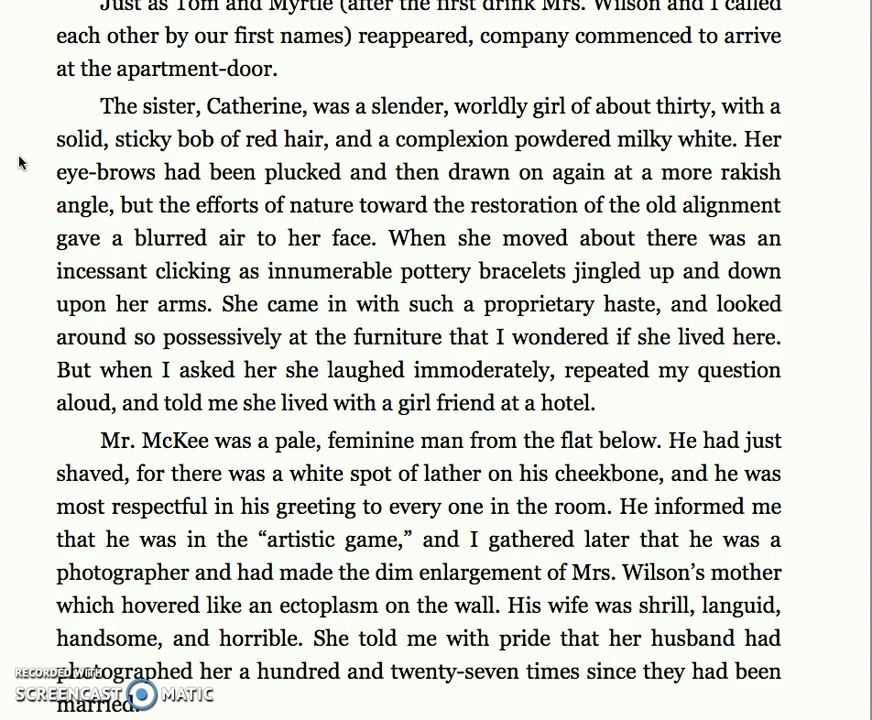 Just as Tom and Myrtle (after the first drink Mrs. Wilson and I called
each other by our first names) reappeared, company commenced to arrive
at the apartment-door.
The sister, Catherine, was a slender, worldly girl of about thirty, with a
solid, sticky bob of red hair, and a complexion powdered milky white. Her
eye-brows had been plucked and then drawn on again at a more rakish
angle, but the efforts of nature toward the restoration of the old alignment
gave a blurred air to her face. When she moved about there was an
incessant clicking as innumerable pottery bracelets jingled up and down
upon her arms. She came in with such a proprietary haste, and looked
around so possessively at the furniture that I wondered if she lived here.
But when I asked her she laughed immoderately, repeated my question
aloud, and told me she lived with a girl friend at a hotel.
Mr. McKee was a pale, feminine man from the flat below. He had just
shaved, for there was a white spot of lather on his cheekbone, and he was
most respectful in his greeting to every one in the room. He informed me
that he was in the “artistic game,” and I gathered later that he was a
photographer and had made the dim enlargement of Mrs. Wilson’s mother
which hovered like an ectoplasm on the wall. His wife was shrill, languid,
handsome, and horrible. She told me with pride that her husband had
photographed her a hundred and twenty-seven times since they had been
married.
RECORDED WITH
SCREENCAST MATIC